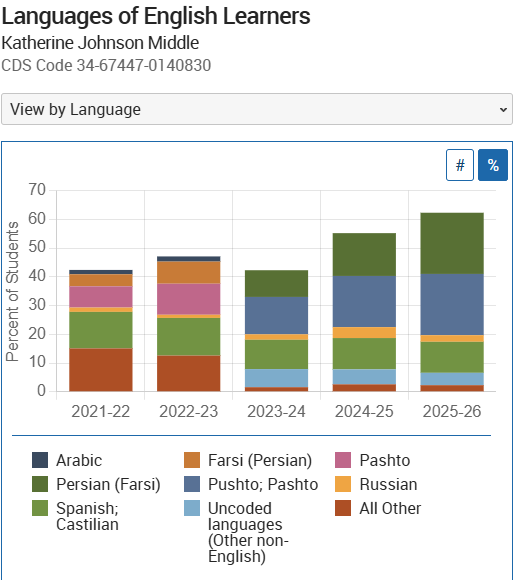 Languages of English Learners
Katherine Johnson Middle
CDS Code 34-67447-0140830
View by Language
# %
Percent of Students
70
60
50
40
30
20
10
0
2021-22 2022-23 2023-24 2024-25 2025-26
Arabic Farsi (Persian) Pashto
Persian (Farsi) Pushto; Pashto Russian
Spanish; Uncoded All Other
Castilian languages
(Other non-
English)